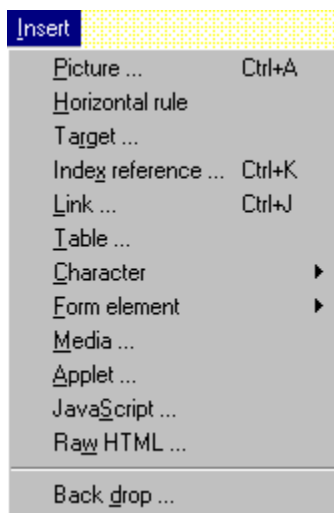 Insert
Picture ... Ctrl+A
Horizontal rule
Target ...
Index reference ... Ctrl+K
Link ... Ctrl+J
Table ...
Character
Form element
Media ...
Applet ...
JavaScript ...
Raw HTML ...
Back drop ...